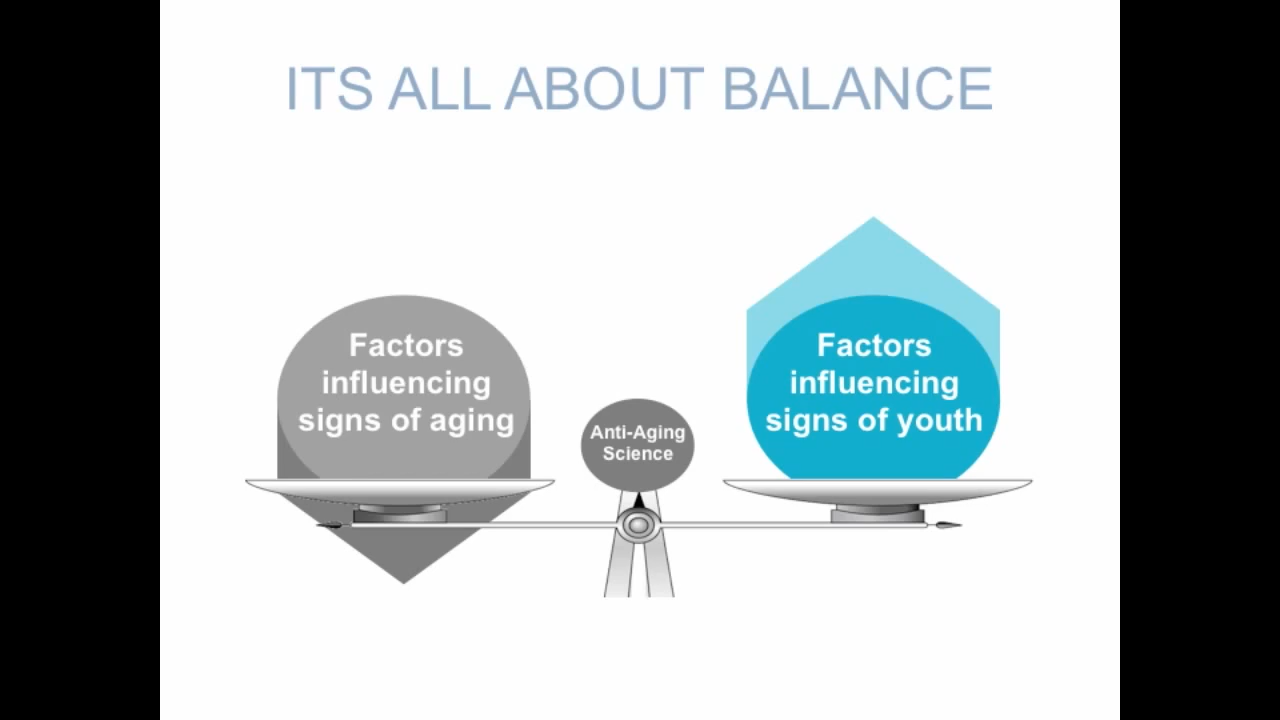 ITS ALL ABOUT BALANCE
Factors
influencing
signs of aging
Anti-Aging
Science
Factors
influencing
signs of youth